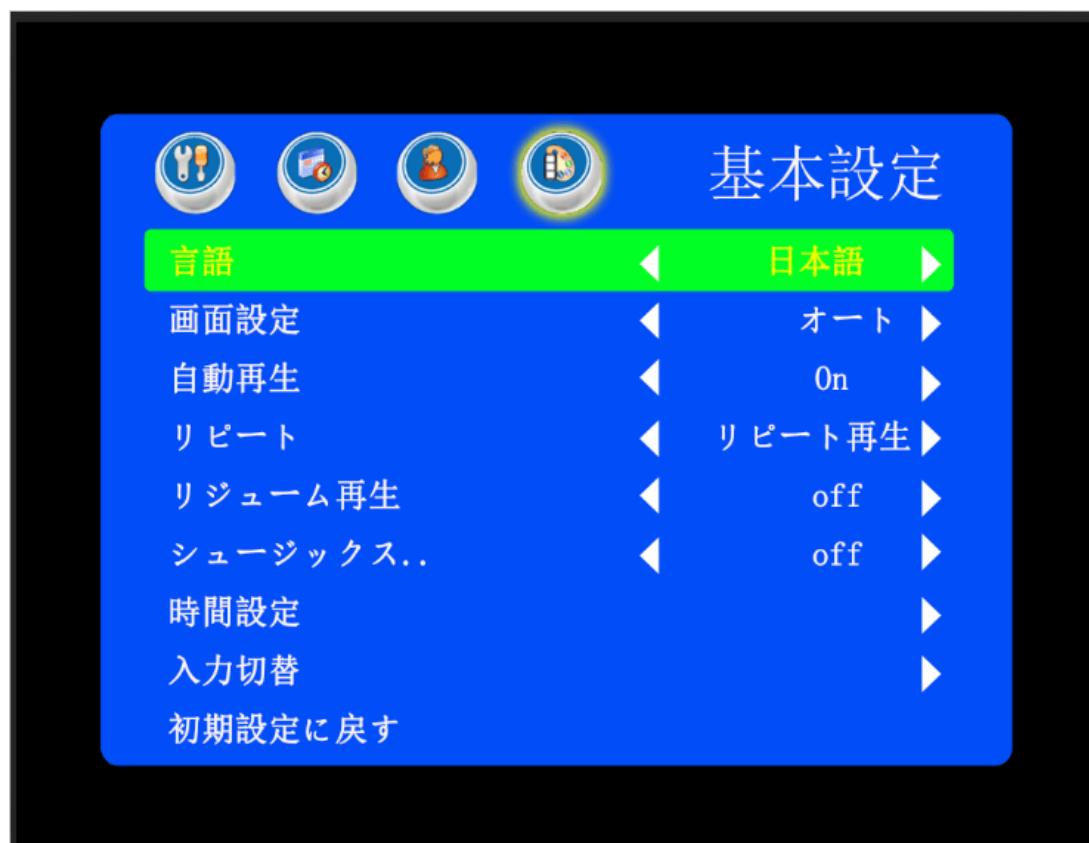 基本設定
言語 日本語
画面設定 オート
自動再生 On
リピート リピート再生
リジューム再生 off
シュージックス.. off
時間設定
入力切替
初期設定に戻す